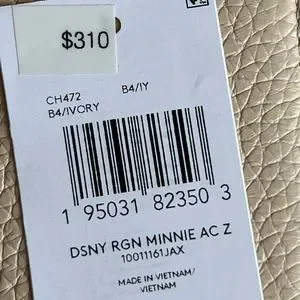 $310
CH472 B4/IY
B4/IVORY
1 95031 82350 3
DSNY RGN MINNIE AC Z
10011161JAX
MADE IN VIETNAM/
VIETNAM